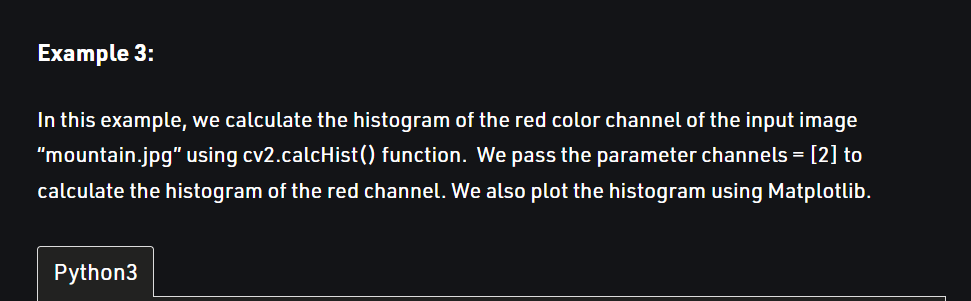 Example 3:
In this example, we calculate the histogram of the red color channel of the input image
“mountain.jpg” using cv2.calcHist() function.  We pass the parameter channels = [2] to
calculate the histogram of the red channel. We also plot the histogram using Matplotlib.
Python3